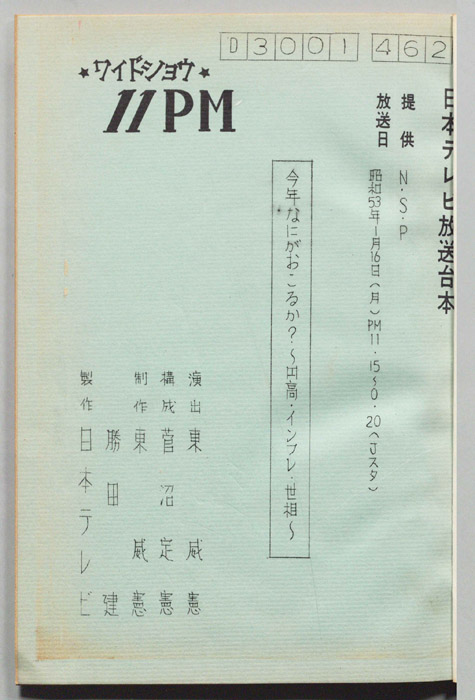 D3001 462
日本テレビ放送台本
★ワイドショウ★
11PM
提供 N・S・P
放送日 昭和53年1月16日(月)PM11・15~0・20(Jスタ)
今年なにがおこるか?~円高・インフレ・世相~
演出 東 威憲
構成 菅沼定憲
制作 東 威憲
勝田 建
製作 日本テレビ